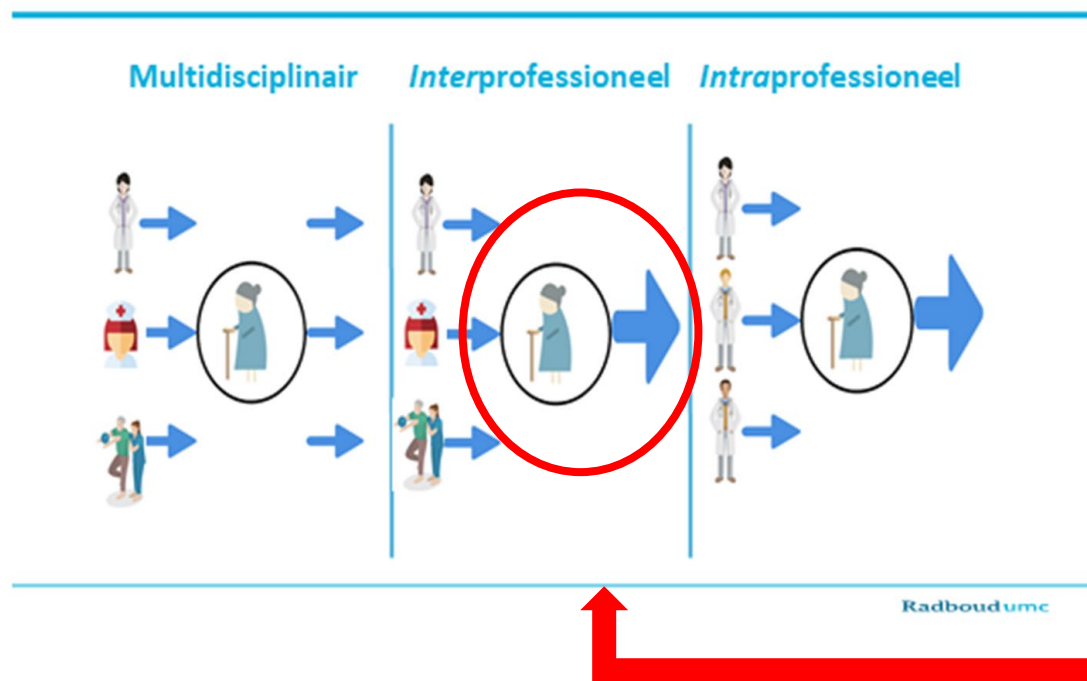 Multidisciplinair
Interprofessioneel
Intraprofessioneel
Radboudumc